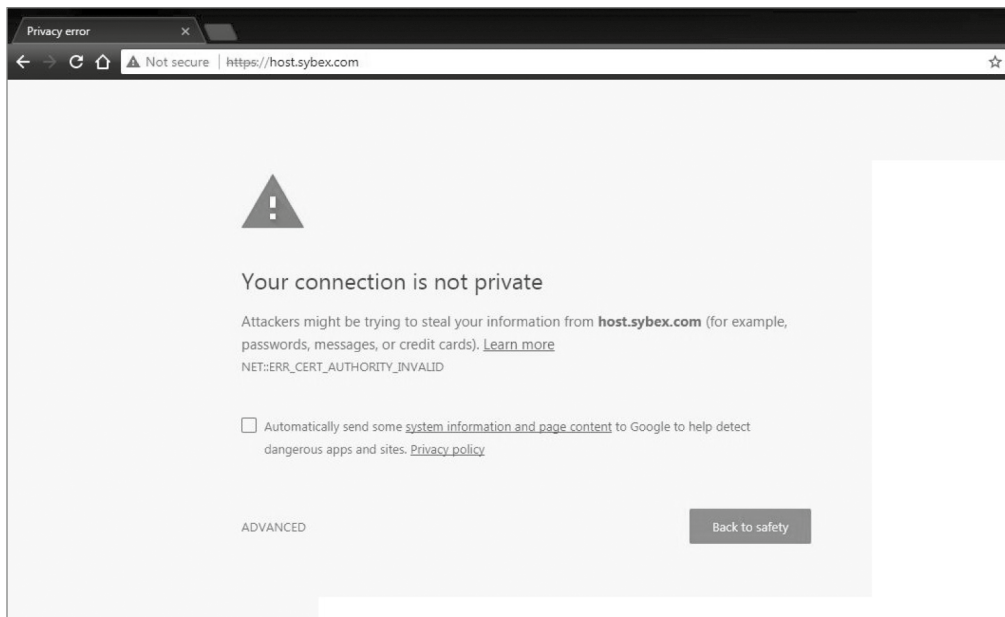 Privacy error
Not secure | https://host.sybex.com
Your connection is not private
Attackers might be trying to steal your information from host.sybex.com (for example,
passwords, messages, or credit cards). Learn more
NET::ERR_CERT_AUTHORITY_INVALID
Automatically send some system information and page content to Google to help detect
dangerous apps and sites. Privacy policy
ADVANCED
Back to safety